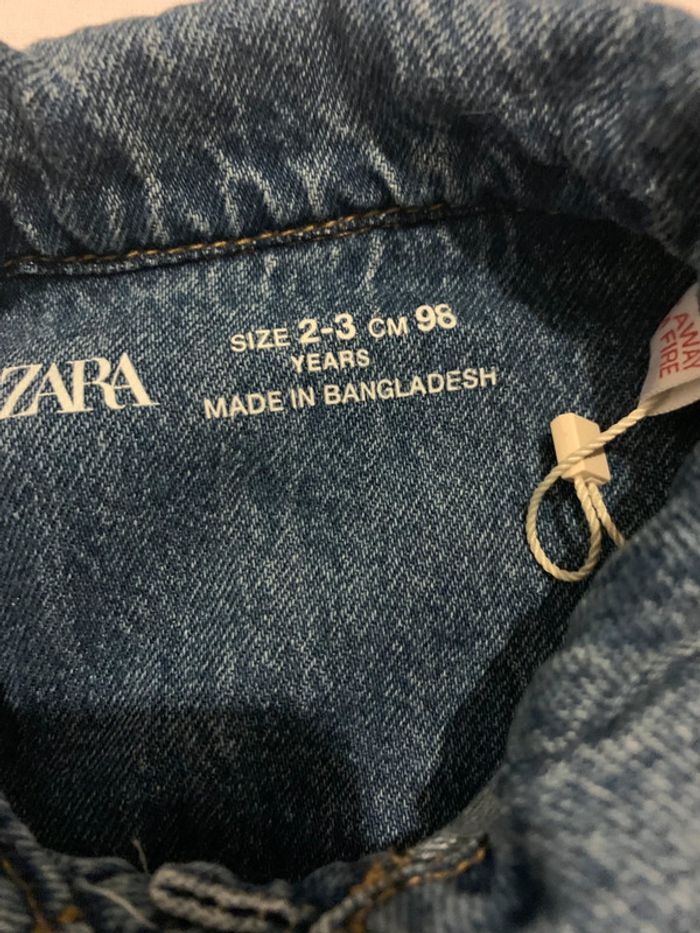 ZARA
SIZE 2-3 CM 98
YEARS
MADE IN BANGLADESH
AWAY
FIRE